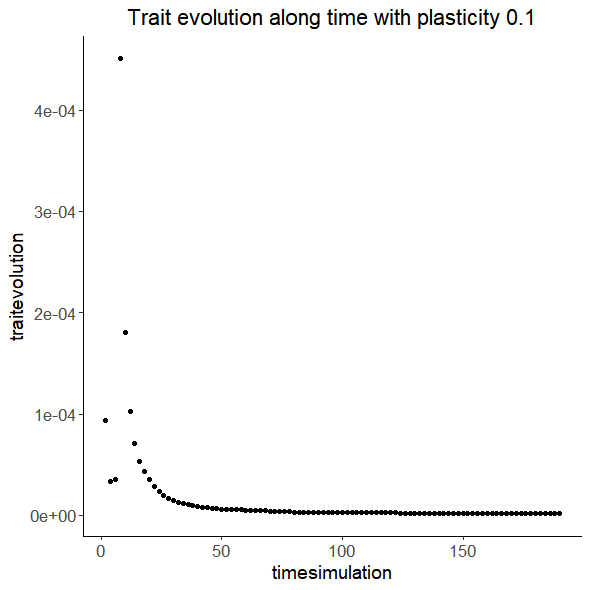 Trait evolution along time with plasticity 0.1
4e-04
3e-04
2e-04
1e-04
0e+00
traitevolution
0 50 100 150
timesimulation